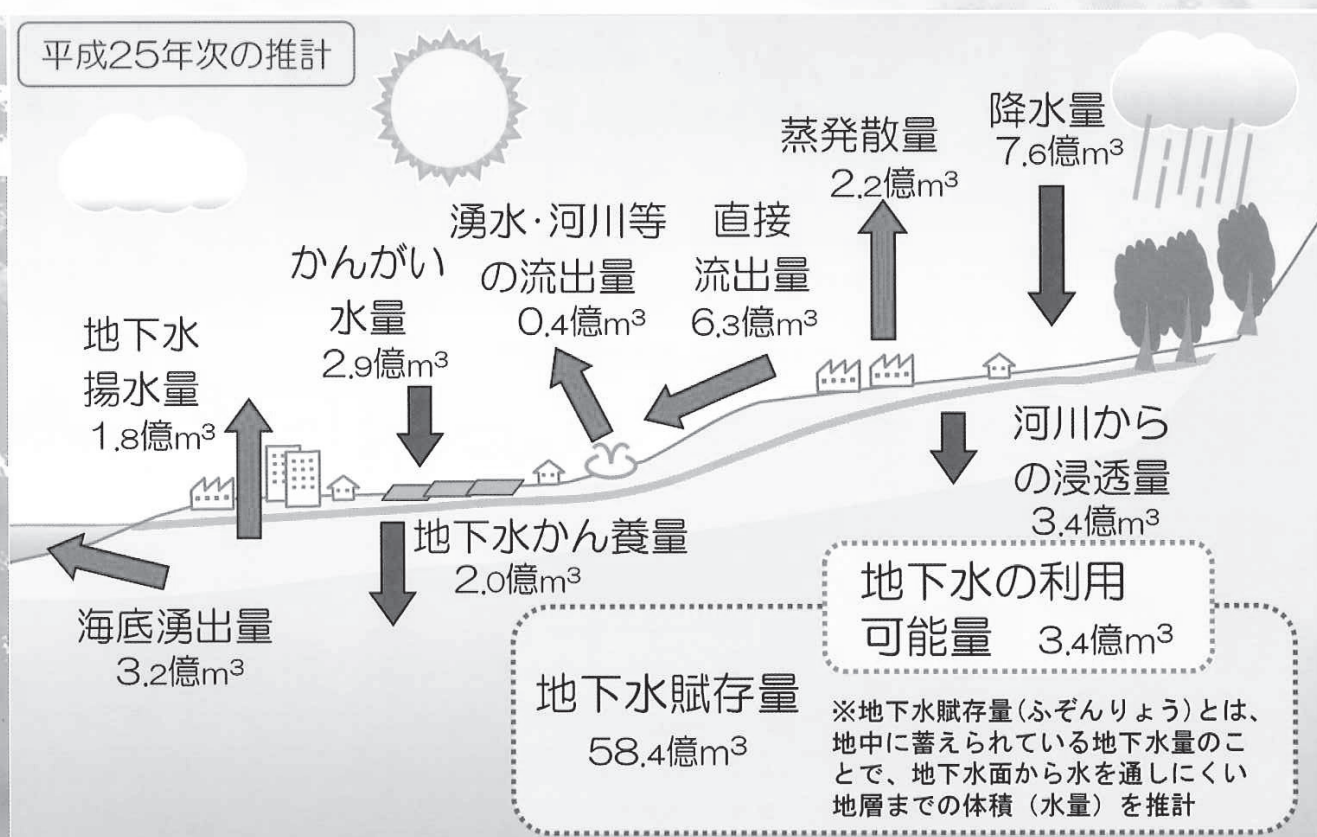 平成25年次の推計
降水量
7.6億m³
蒸発散量
2.2億m³
直接
流出量
6.3億m³
湧水・河川等
の流出量
0.4億m³
かんがい
水量
2.9億m³
地下水
揚水量
1.8億m³
河川から
の浸透量
3.4億m³
地下水かん養量
2.0億m³
海底湧出量
3.2億m³
地下水の利用
可能量 3.4億m³
地下水賦存量
58.4億m³
※地下水賦存量(ふぞんりょう)とは、
地中に蓄えられている地下水量のこ
とで、地下水面から水を通しにくい
地層までの体積（水量）を推計